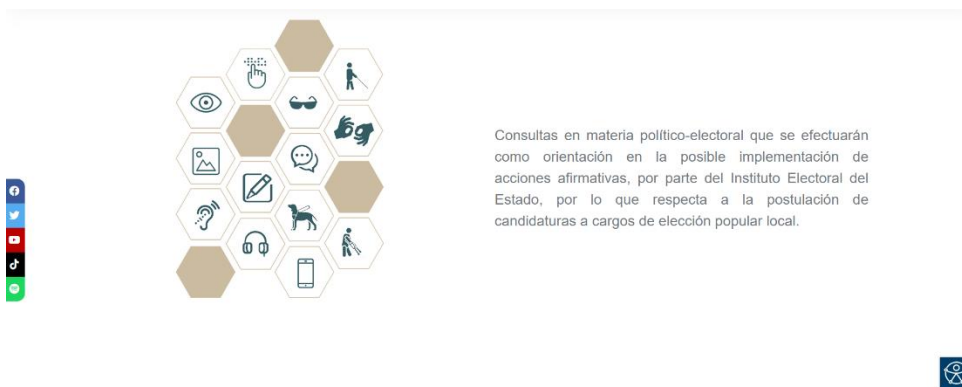 Consultas en materia político-electoral que se efectuarán
como orientación en la posible implementación de
acciones afirmativas, por parte del Instituto Electoral del
Estado, por lo que respecta a la postulación de
candidaturas a cargos de elección popular local.